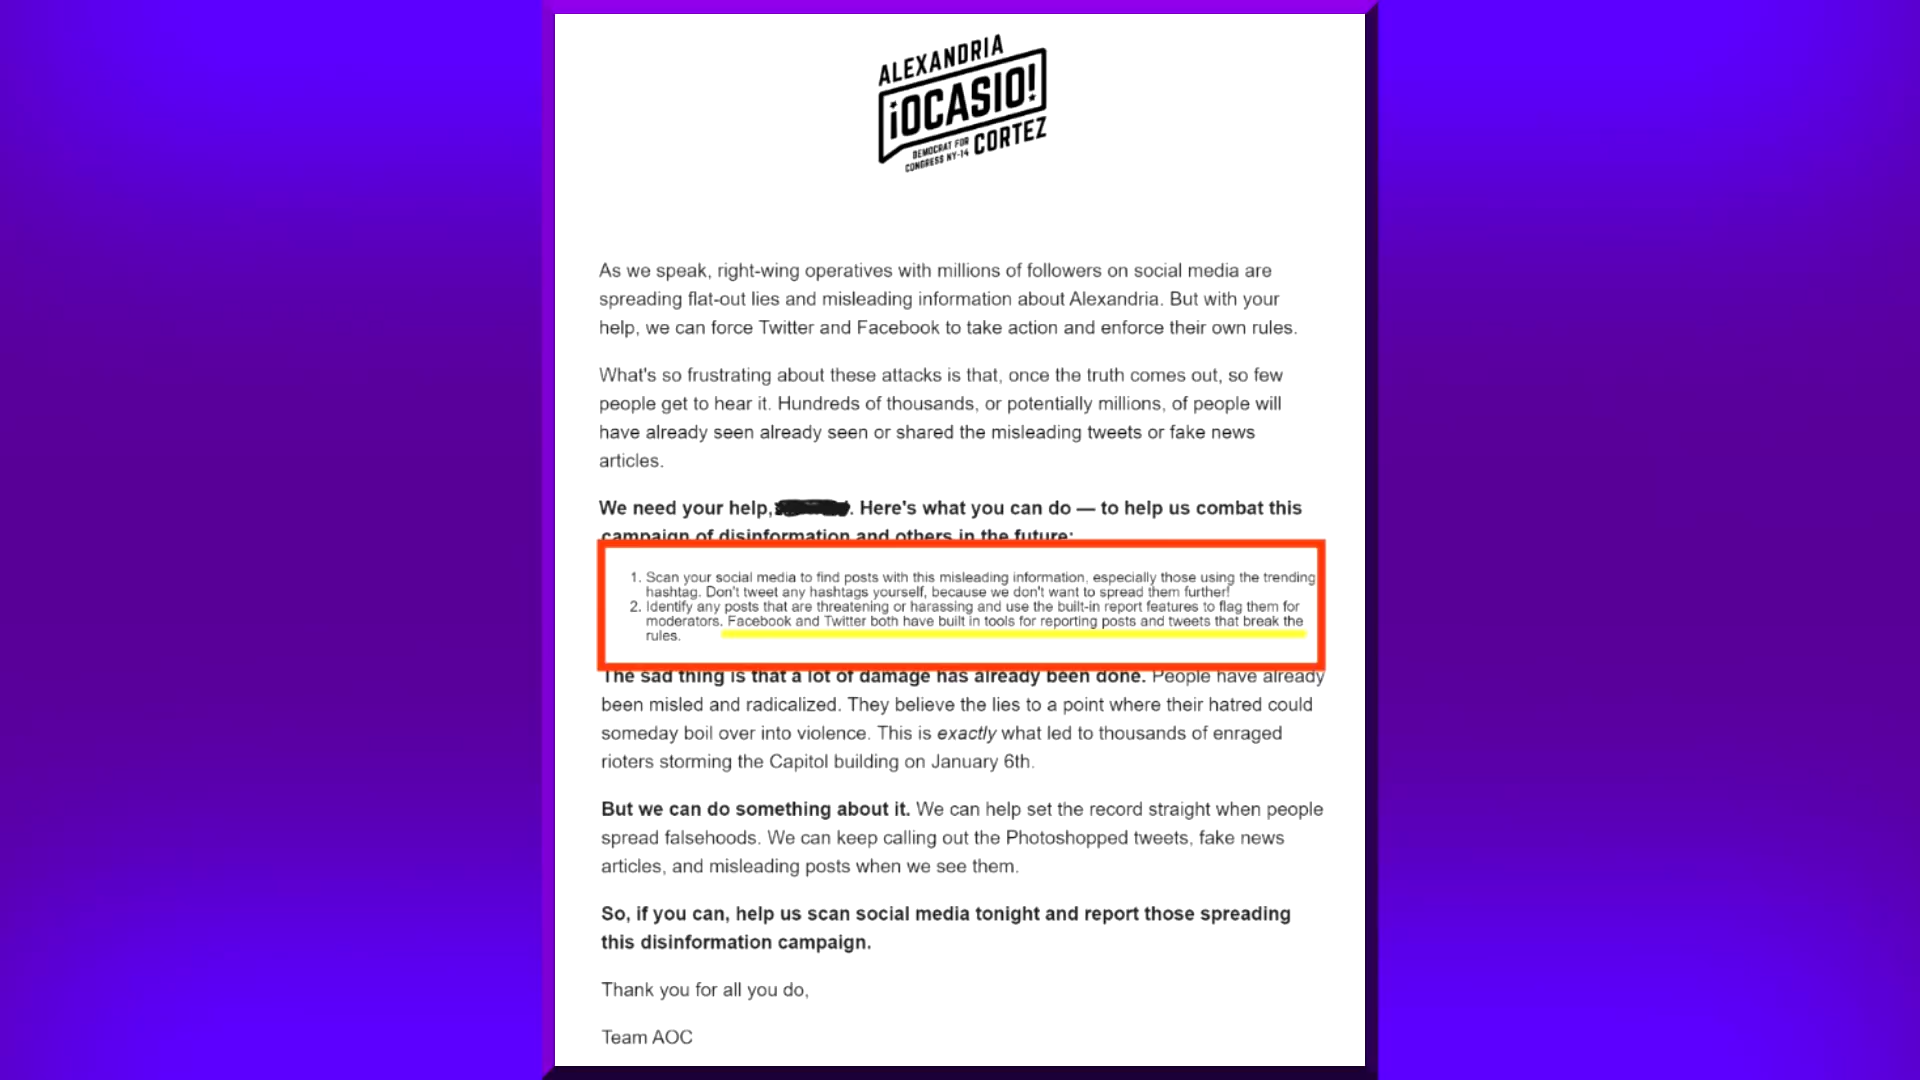 ALEXANDRIA
¡OCASIO!
DEMOCRAT FOR
CONGRESS NY-14
CORTEZ
As we speak, right-wing operatives with millions of followers on social media are
spreading flat-out lies and misleading information about Alexandria. But with your
help, we can force Twitter and Facebook to take action and enforce their own rules.
What's so frustrating about these attacks is that, once the truth comes out, so few
people get to hear it. Hundreds of thousands, or potentially millions, of people will
have already seen already seen or shared the misleading tweets or fake news
articles.
We need your help, . Here's what you can do — to help us combat this
campaign of disinformation and others in the future:
1. Scan your social media to find posts with this misleading information, especially those using the trending
hashtag. Don't tweet any hashtags yourself, because we don't want to spread them further!
2. Identify any posts that are threatening or harassing and use the built-in report features to flag them for
moderators. Facebook and Twitter both have built in tools for reporting posts and tweets that break the
rules.
The sad thing is that a lot of damage has already been done. People have already
been misled and radicalized. They believe the lies to a point where their hatred could
someday boil over into violence. This is exactly what led to thousands of enraged
rioters storming the Capitol building on January 6th.
But we can do something about it. We can help set the record straight when people
spread falsehoods. We can keep calling out the Photoshopped tweets, fake news
articles, and misleading posts when we see them.
So, if you can, help us scan social media tonight and report those spreading
this disinformation campaign.
Thank you for all you do,
Team AOC